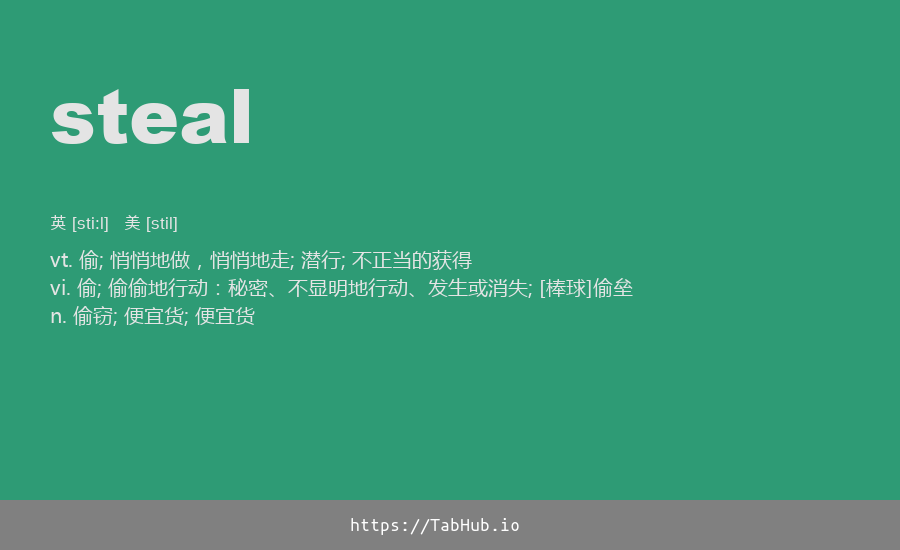 steal
英 [sti:l] 美 [stil]
vt. 偷; 悄悄地做，悄悄地走; 潜行; 不正当的获得
vi. 偷; 偷偷地行动：秘密、不显明地行动、发生或消失; [棒球]偷垒
n. 偷窃; 便宜货; 便宜货
https://TabHub.io